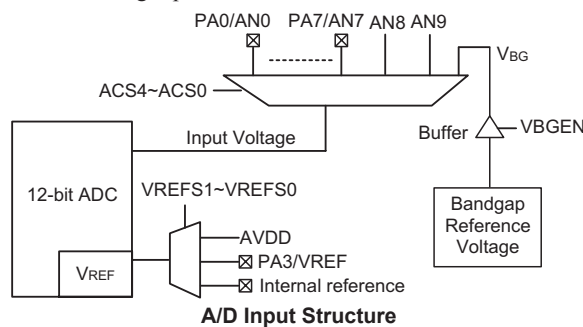 PA0/AN0
PA7/AN7
AN8
AN9
VBG
ACS4~ACS0
Input Voltage
Buffer
VBGEN
12-bit ADC
VREFS1~VREFS0
Bandgap
Reference
Voltage
AVDD
VREF
PA3/VREF
Internal reference
A/D Input Structure